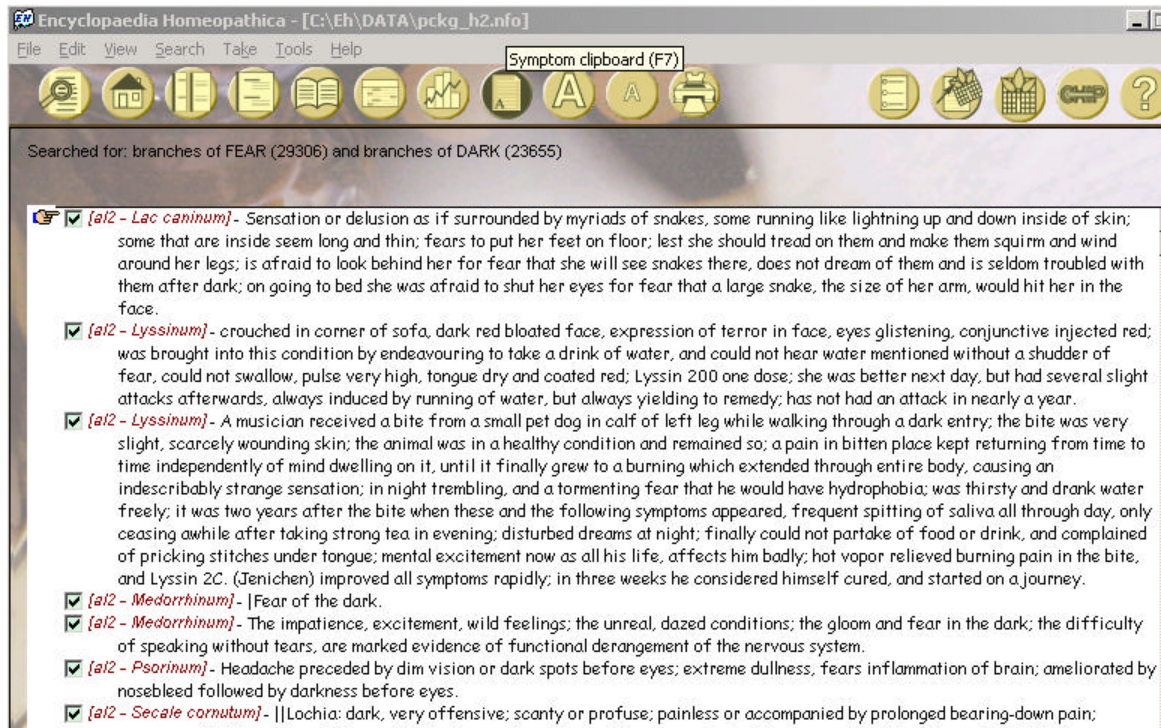 Encyclopaedia Homeopathica - [C:\Eh\DATA\pckg_h2.nfo]
File Edit View Search Take Tools Help
Symptom clipboard (F7)
A A A CHIP ?
Searched for: branches of FEAR (29306) and branches of DARK (23655)
[al2 - Lac caninum] - Sensation or delusion as if surrounded by myriads of snakes, some running like lightning up and down inside of skin;
some that are inside seem long and thin; fears to put her feet on floor; lest she should tread on them and make them squirm and wind
around her legs; is afraid to look behind her for fear that she will see snakes there, does not dream of them and is seldom troubled with
them after dark; on going to bed she was afraid to shut her eyes for fear that a large snake, the size of her arm, would hit her in the
face.
[al2 - Lyssinum] - crouched in corner of sofa, dark red bloated face, expression of terror in face, eyes glistening, conjunctive injected red;
was brought into this condition by endeavouring to take a drink of water, and could not hear water mentioned without a shudder of
fear, could not swallow, pulse very high, tongue dry and coated red; Lyssin 200 one dose; she was better next day, but had several slight
attacks afterwards, always induced by running of water, but always yielding to remedy; has not had an attack in nearly a year.
[al2 - Lyssinum] - A musician received a bite from a small pet dog in calf of left leg while walking through a dark entry; the bite was very
slight, scarcely wounding skin; the animal was in a healthy condition and remained so; a pain in bitten place kept returning from time to
time independently of mind dwelling on it, until it finally grew to a burning which extended through entire body, causing an
indescribably strange sensation; in night trembling, and a tormenting fear that he would have hydrophobia; was thirsty and drank water
freely; it was two years after the bite when these and the following symptoms appeared, frequent spitting of saliva all through day, only
ceasing awhile after taking strong tea in evening; disturbed dreams at night; finally could not partake of food or drink, and complained
of pricking stitches under tongue; mental excitement now as all his life, affects him badly; hot vapor relieved burning pain in the bite,
and Lyssin 2C. (Jenichen) improved all symptoms rapidly; in three weeks he considered himself cured, and started on a journey.
[al2 - Medorrhinum] - |Fear of the dark.
[al2 - Medorrhinum] - The impatience, excitement, wild feelings; the unreal, dazed conditions; the gloom and fear in the dark; the difficulty
of speaking without tears, are marked evidence of functional derangement of the nervous system.
[al2 - Psorinum] - Headache preceded by dim vision or dark spots before eyes; extreme dullness, fears inflammation of brain; ameliorated by
nosebleed followed by darkness before eyes.
[al2 - Secale cornutum] - ||Lochia: dark, very offensive; scanty or profuse; painless or accompanied by prolonged bearing-down pain;